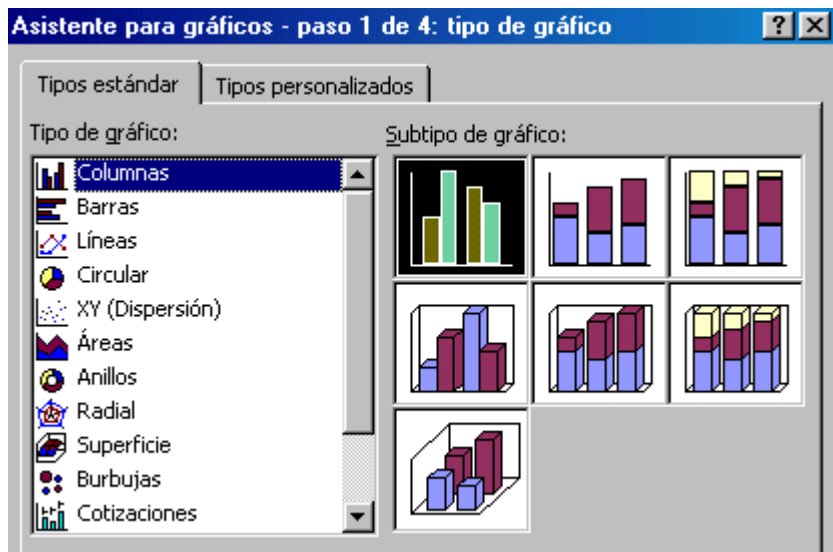 Asistente para gráficos - paso 1 de 4: tipo de gráfico
Tipos estándar
Tipos personalizados
Tipo de gráfico:
Subtipo de gráfico:
Columnas
Barras
Líneas
Circular
XY (Dispersión)
Áreas
Anillos
Radial
Superficie
Burbujas
Cotizaciones